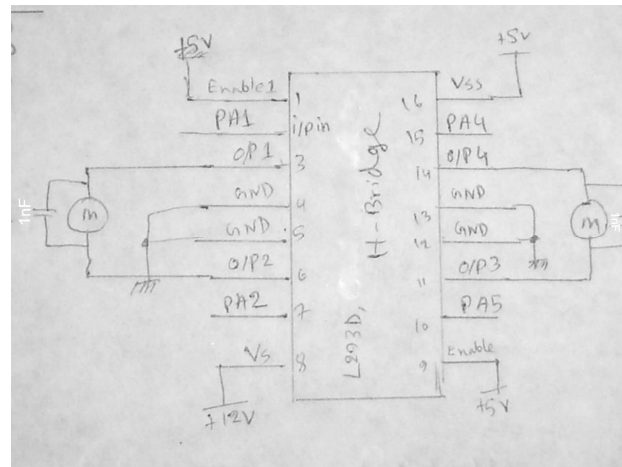 +5V
+5V
Enable1
1
16
Vss
PA1
i/pin
15
PA4
O/P1
3
14
O/P4
GND
4
13
GND
GND
5
12
GND
O/P2
6
11
O/P3
PA2
7
10
PA5
Vs
8
9
Enable
+12V
+5V
H-Bridge
L293D,
m
m
1nF